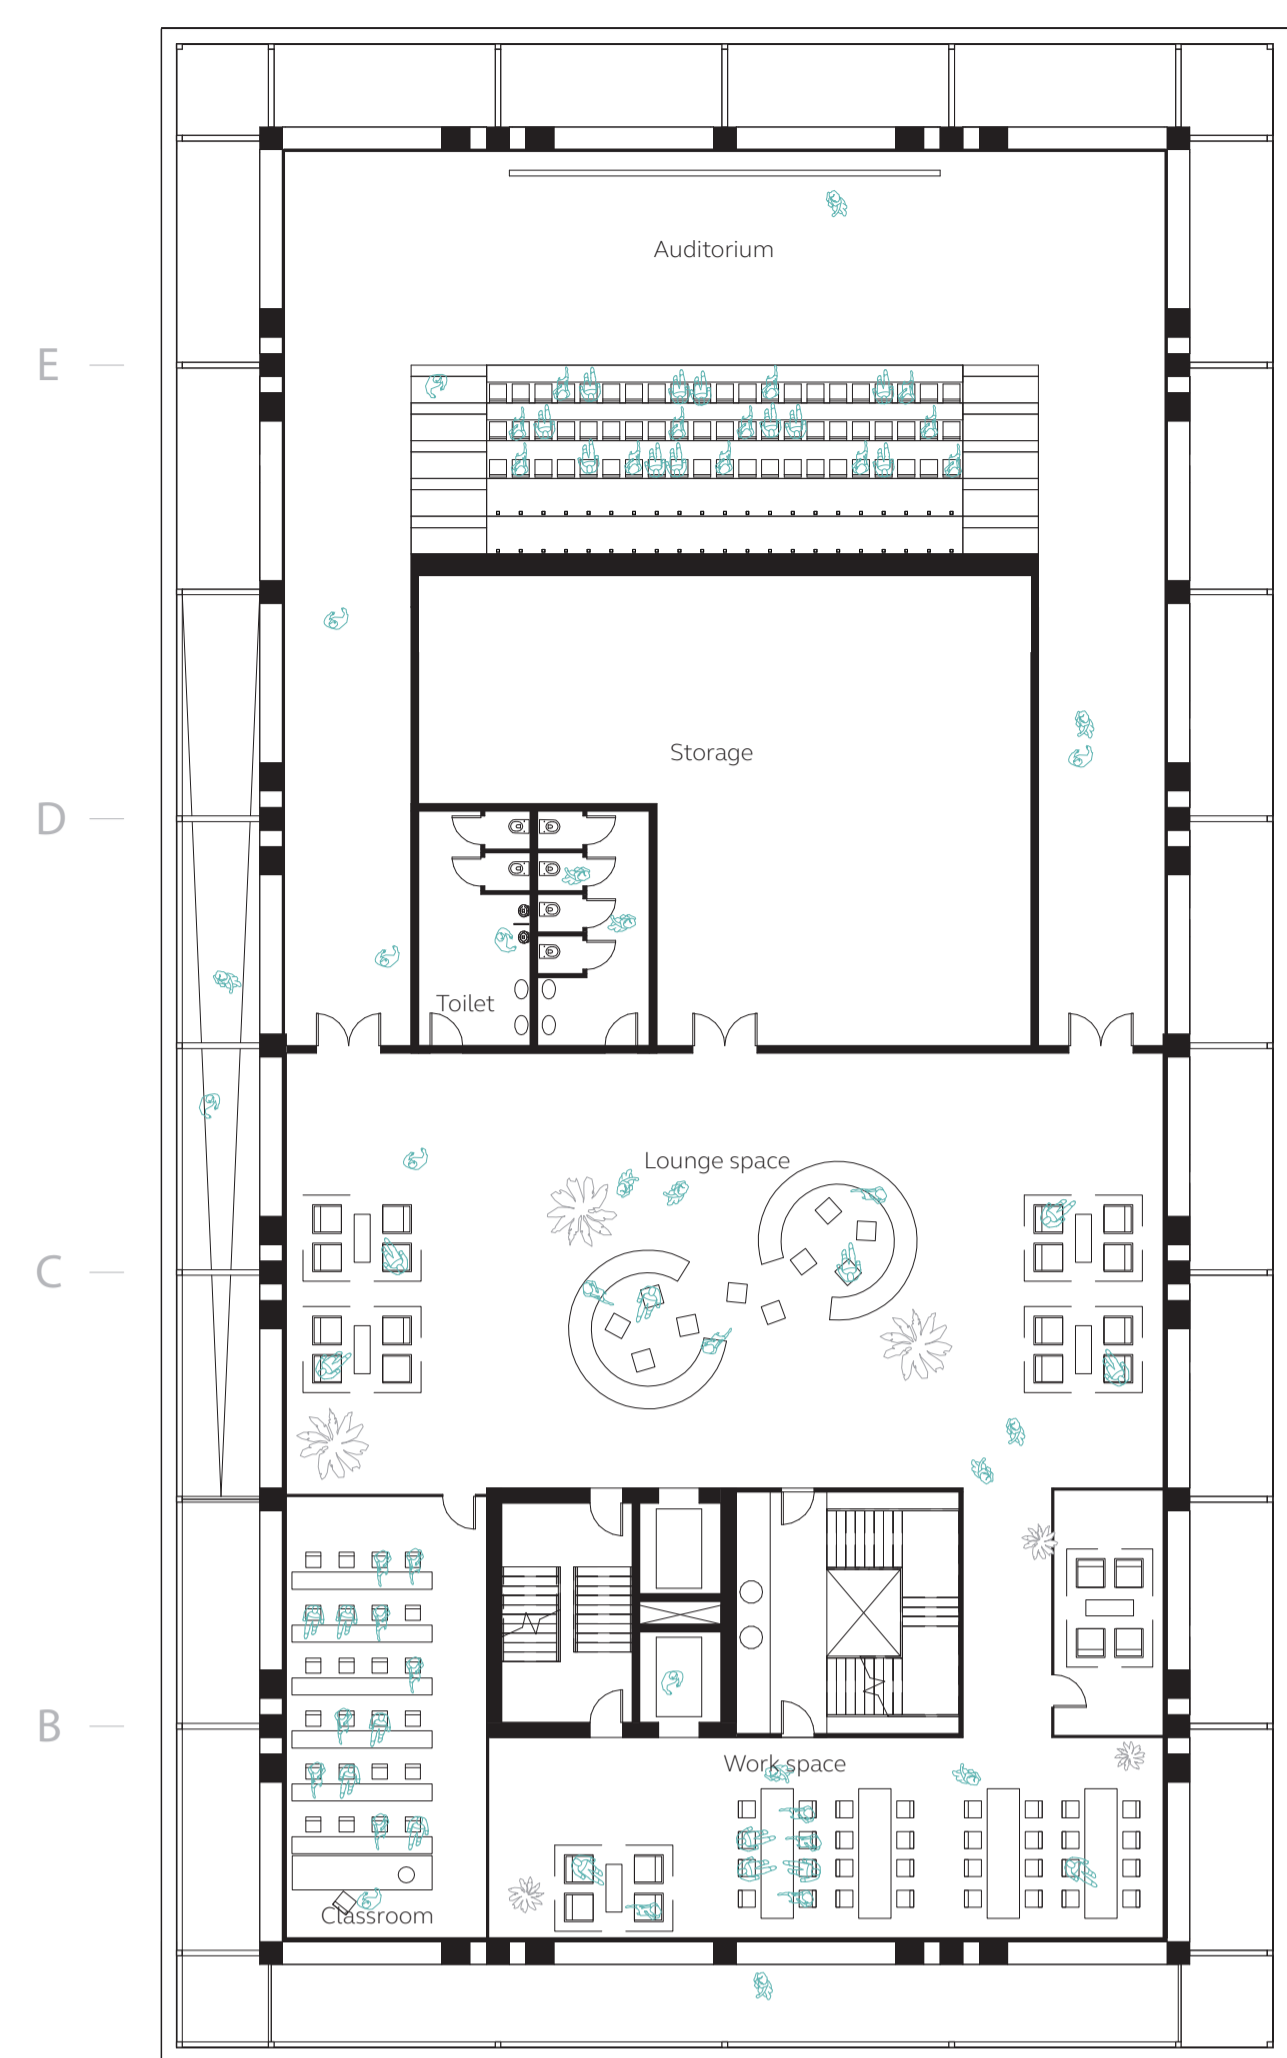 Auditorium
E
Storage
D
Toilet
Lounge space
C
B
Work space
Classroom